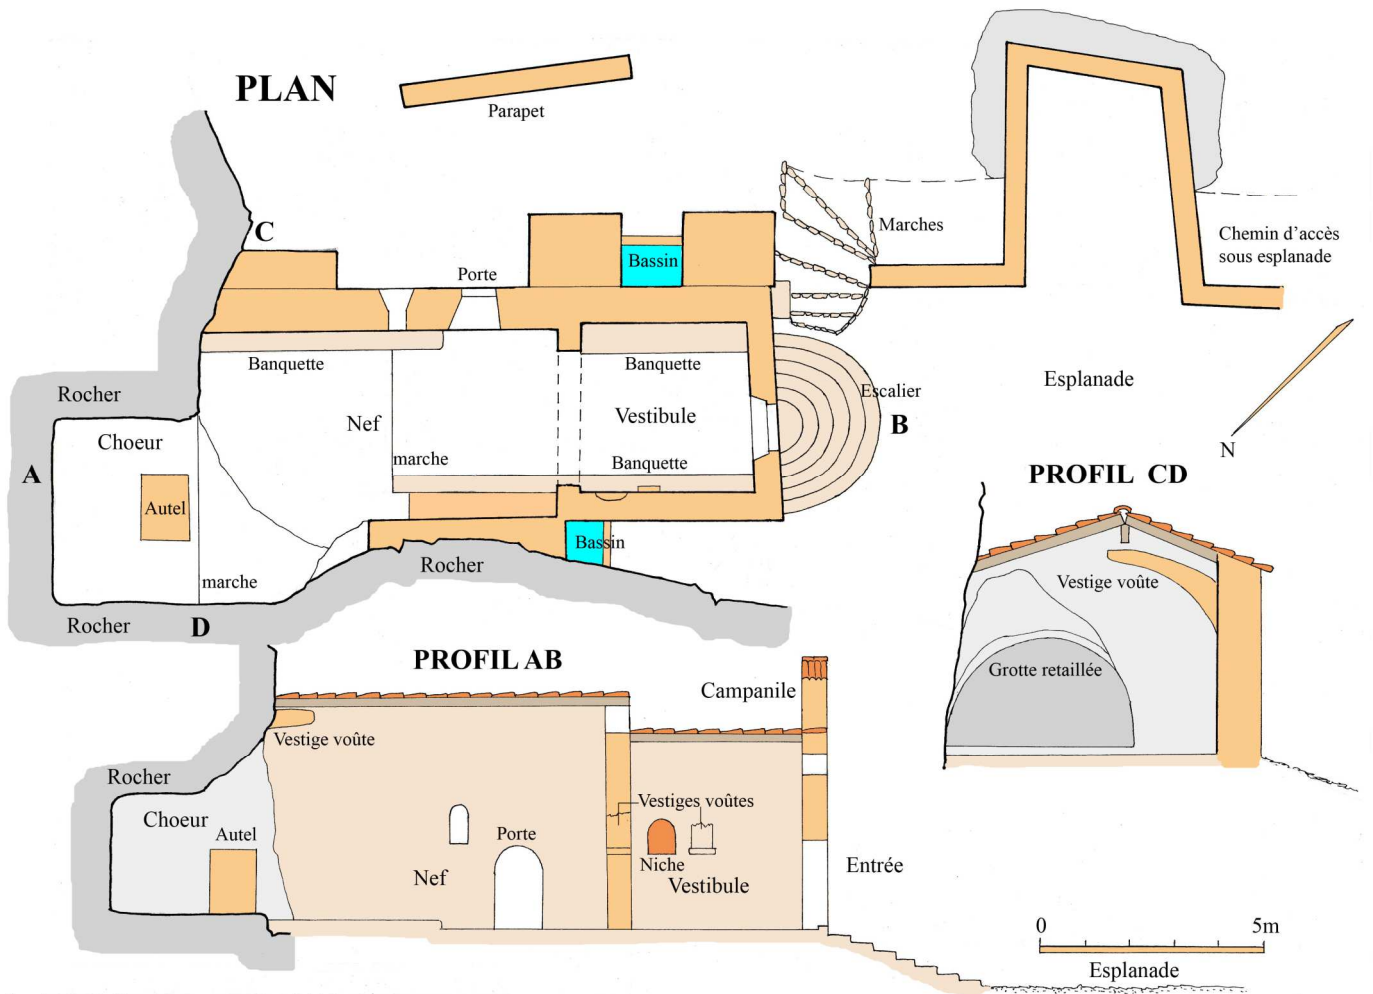 PLAN
Parapet
C
Porte
Bassin
Marches
Chemin d'accès
sous esplanade
Banquette
Banquette
Rocher
Escalier
Esplanade
Choeur
Nef
Vestibule
B
marche
Banquette
N
A
Autel
PROFIL CD
Bassin
Rocher
marche
Rocher
D
Vestige voûte
PROFIL AB
Grotte retaillée
Campanile
Vestige voûte
Rocher
Vestiges voûtes
Choeur
Autel
Porte
Nef
Niche
Vestibule
Entrée
0
5m
Esplanade